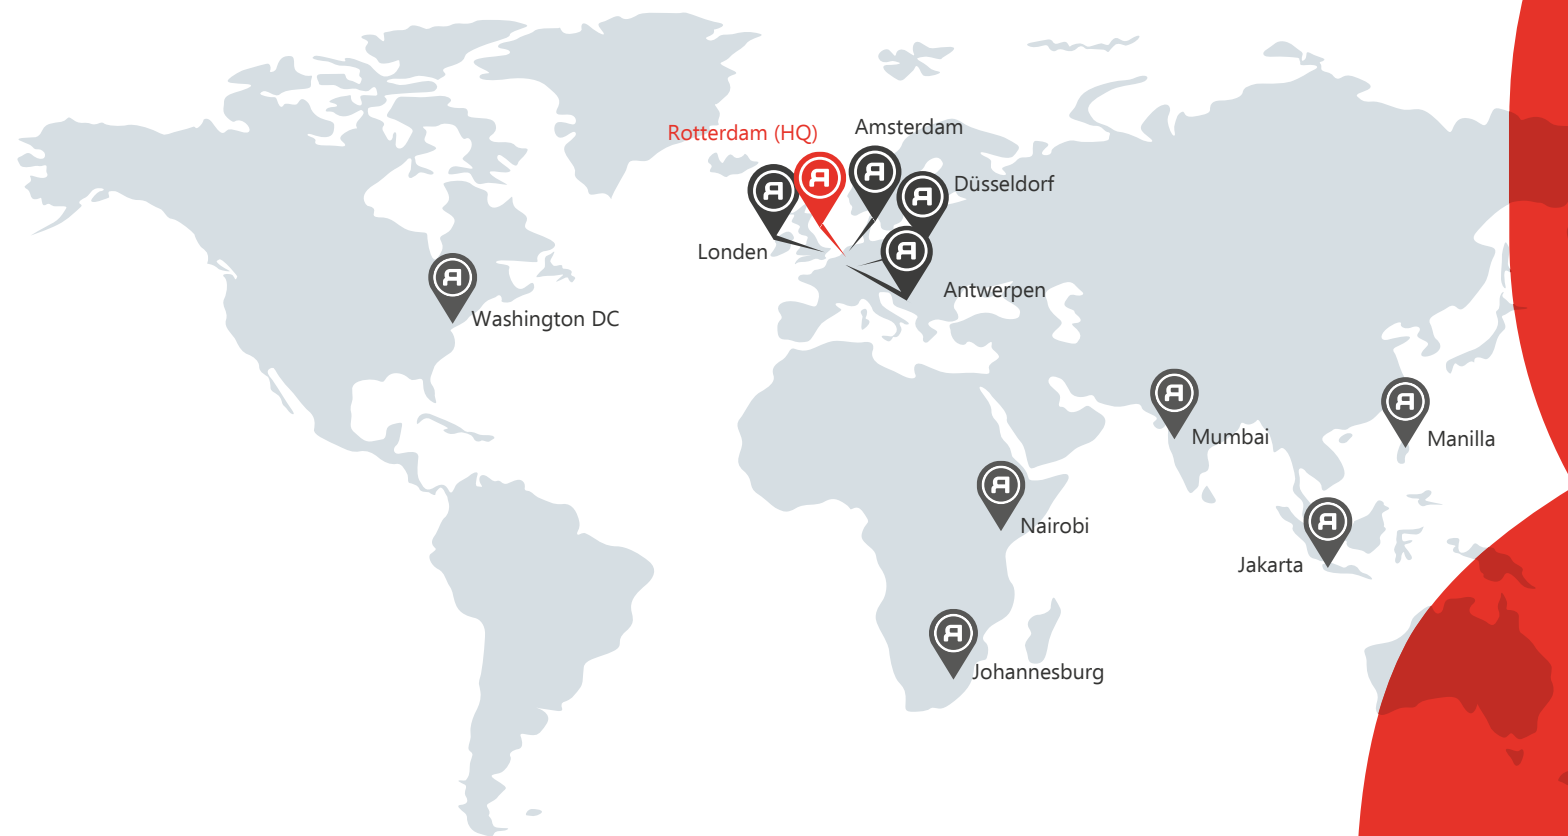 Rotterdam (HQ)
Amsterdam
Düsseldorf
Londen
Antwerpen
Washington DC
Mumbai
Manilla
Nairobi
Jakarta
Johannesburg